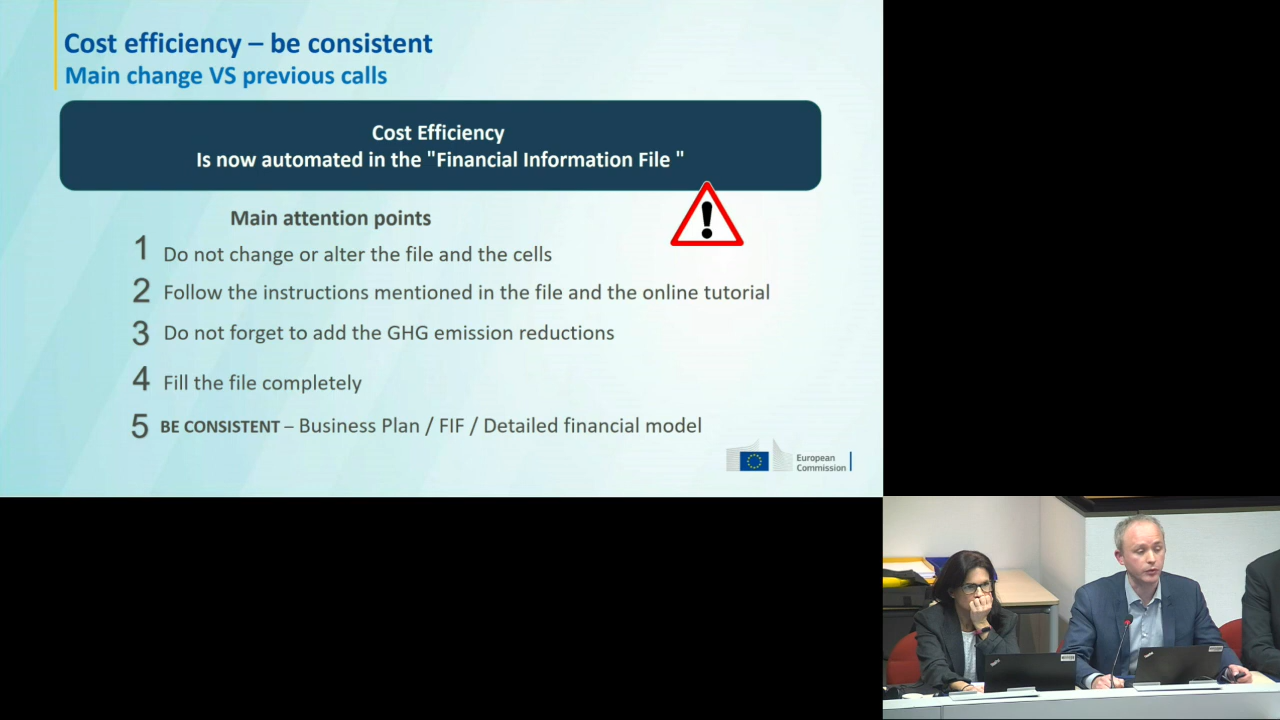 Cost efficiency – be consistent
Main change VS previous calls
Cost Efficiency
Is now automated in the "Financial Information File "
Main attention points
1 Do not change or alter the file and the cells
2 Follow the instructions mentioned in the file and the online tutorial
3 Do not forget to add the GHG emission reductions
4 Fill the file completely
5 BE CONSISTENT – Business Plan / FIF / Detailed financial model
European
Commission